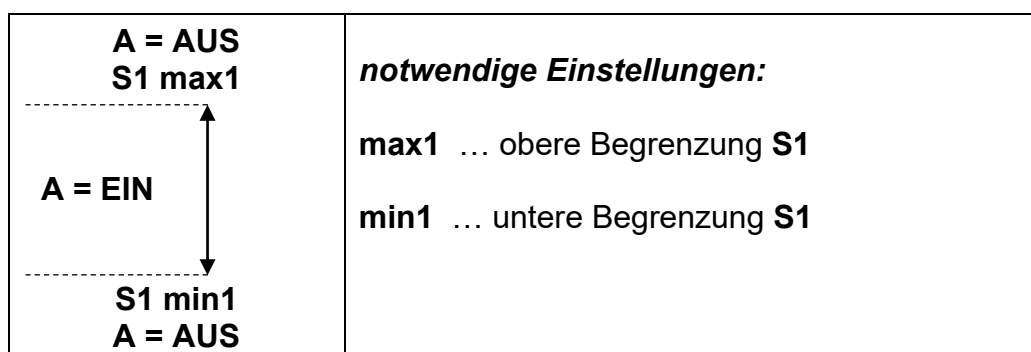 A = AUS
S1 max1
A = EIN
S1 min1
A = AUS
notwendige Einstellungen:
max1 … obere Begrenzung S1
min1 … untere Begrenzung S1